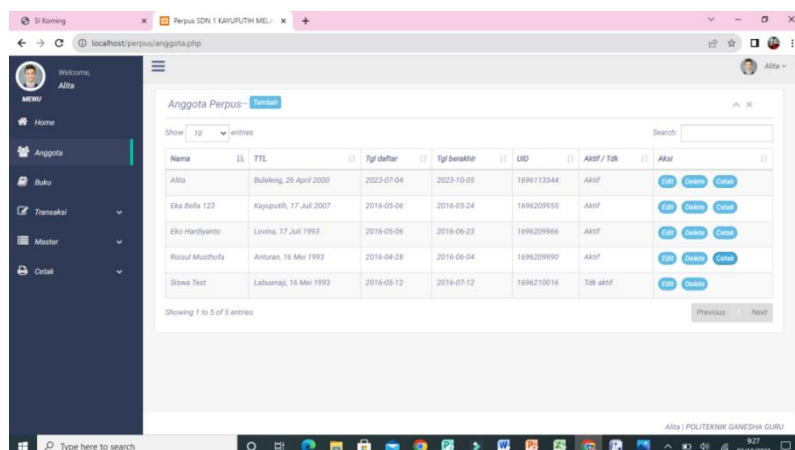 SI Koming
Perpus SDN 1 KAYUPUTIH MELA
localhost/perpus/anggota.php
Welcome,
Alita
Alita
MENU
Home
Anggota
Buku
Transaksi
Master
Cetak
Anggota Perpus– Tambah
Show 10 entries Search:
Nama TTL Tgl daftar Tgl berakhir UID Aktif / Tdk Aksi
Alita Buleleng, 26 April 2000 2023-07-04 2023-10-05 1696113344 Aktif Edit Delete Cetak
Eka Bella 123 Kayuputih, 17 Juli 2007 2016-05-06 2016-05-24 1696209955 Aktif Edit Delete Cetak
Eko Hardiyanto Lovina, 17 Juli 1993 2016-05-06 2016-06-23 1696209966 Aktif Edit Delete Cetak
Roisul Musthofa Anturan, 16 Mei 1993 2016-04-28 2016-06-04 1696209990 Aktif Edit Delete Cetak
Siswa Test Labuanaji, 16 Mei 1993 2016-05-12 2016-07-12 1696210016 Tdk aktif Edit Delete
Showing 1 to 5 of 5 entries Previous 1 Next
Alita | POLITEKNIK GANESHA GURU
Type here to search 9:27